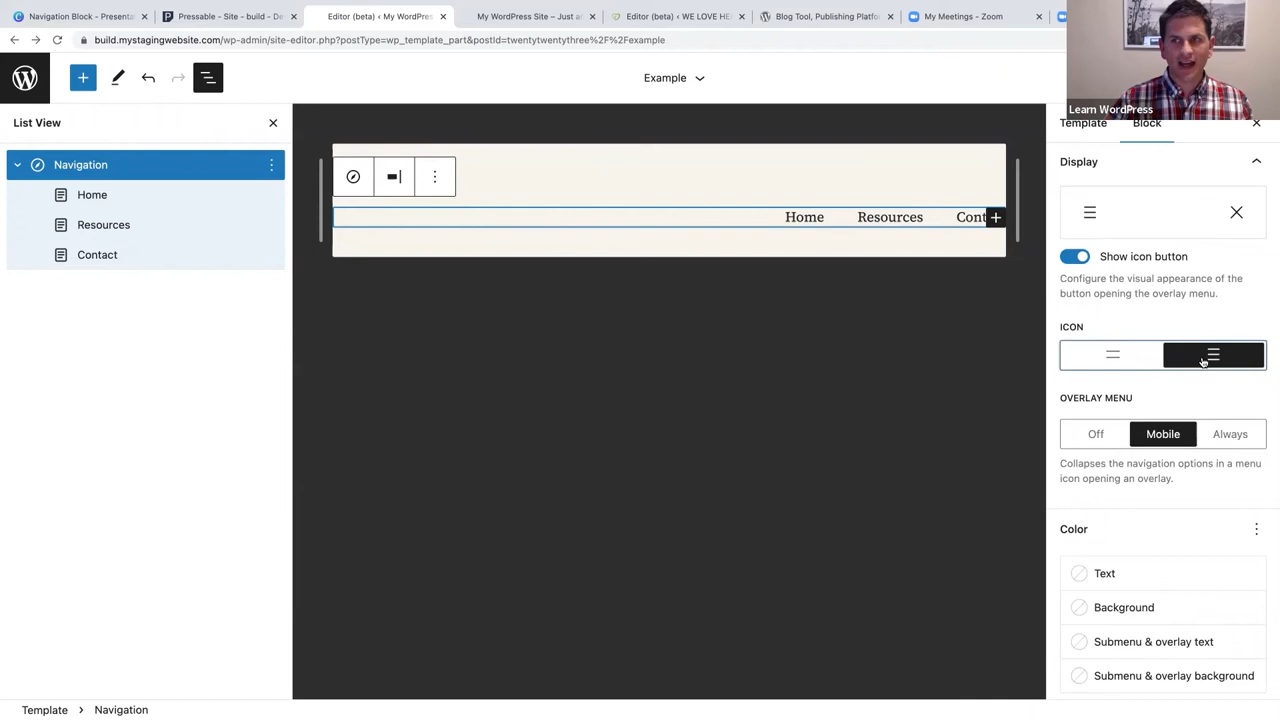 Navigation Block - Presenta
Pressable - Site - build - De
Editor (beta) ‹ My WordPres
My WordPress Site – Just a
Editor (beta) ‹ WE LOVE HE
Blog Tool, Publishing Platfo
My Meetings - Zoom
build.mystagingwebsite.com/wp-admin/site-editor.php?postType=wp_template_part&postId=twentytwentythree%2F%2Fexample
Example
Learn WordPress
List View
Template
Block
Navigation
Home
Resources
Contact
Home Resources Cont
Display
Show icon button
Configure the visual appearance of the
button opening the overlay menu.
ICON
OVERLAY MENU
Off
Mobile
Always
Collapses the navigation options in a menu
icon opening an overlay.
Color
Text
Background
Submenu & overlay text
Submenu & overlay background
Template > Navigation